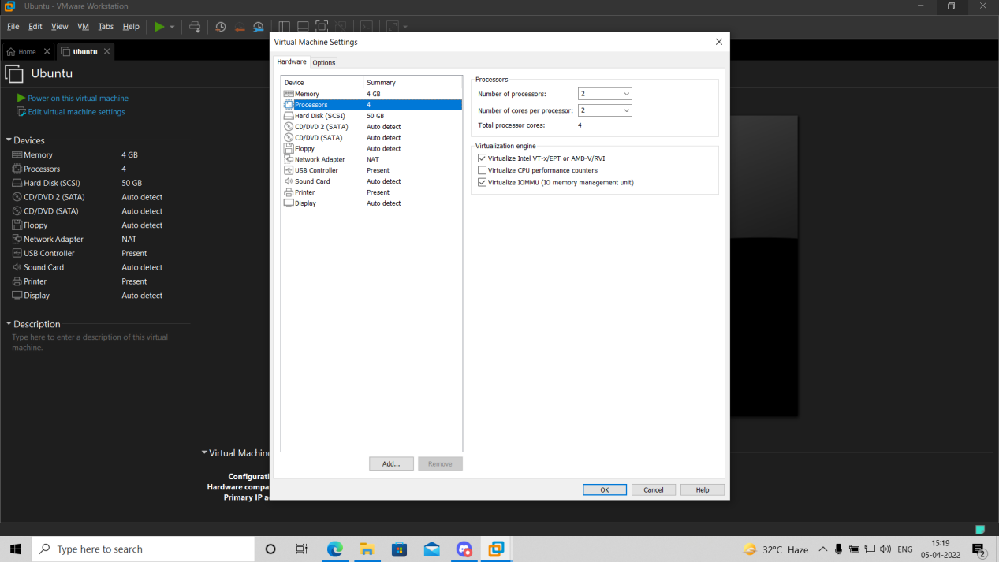 Ubuntu - VMware Workstation
File Edit View VM Tabs Help
Home Ubuntu
Ubuntu
Power on this virtual machine
Edit virtual machine settings
Devices
Memory 4 GB
Processors 4
Hard Disk (SCSI) 50 GB
CD/DVD 2 (SATA) Auto detect
CD/DVD (SATA) Auto detect
Floppy Auto detect
Network Adapter NAT
USB Controller Present
Sound Card Auto detect
Printer Present
Display Auto detect
Description
Type here to enter a description of this virtual
machine.
Virtual Machine
Configurati
Hardware compa
Primary IP a
Virtual Machine Settings
Hardware Options
Device Summary
Memory 4 GB
Processors 4
Hard Disk (SCSI) 50 GB
CD/DVD 2 (SATA) Auto detect
CD/DVD (SATA) Auto detect
Floppy Auto detect
Network Adapter NAT
USB Controller Present
Sound Card Auto detect
Printer Present
Display Auto detect
Add... Remove
Processors
Number of processors: 2
Number of cores per processor: 2
Total processor cores: 4
Virtualization engine
Virtualize Intel VT-x/EPT or AMD-V/RVI
Virtualize CPU performance counters
Virtualize IOMMU (IO memory management unit)
OK Cancel Help
Type here to search
32°C Haze
ENG
15:19
05-04-2022
2